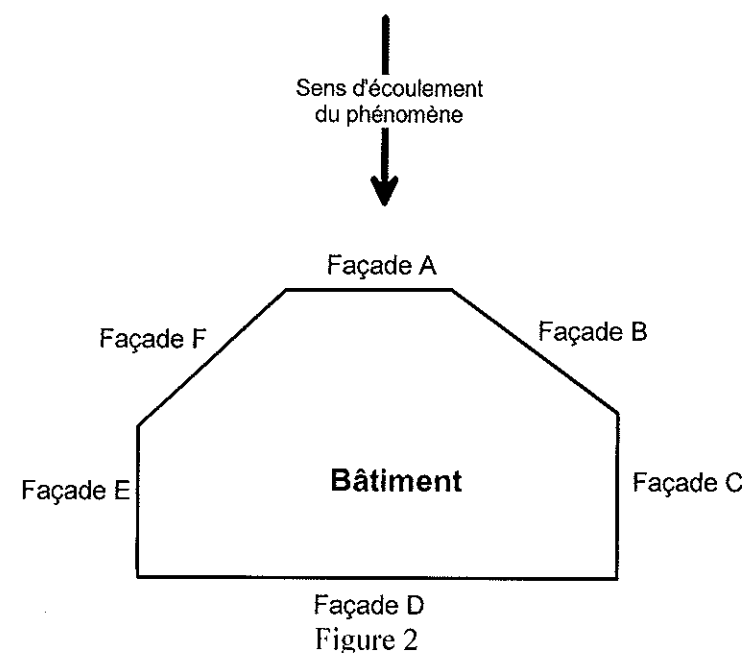 Sens d'écoulement
du phénomène
Façade A
Façade F
Façade B
Bâtiment
Façade E
Façade C
Façade D
Figure 2